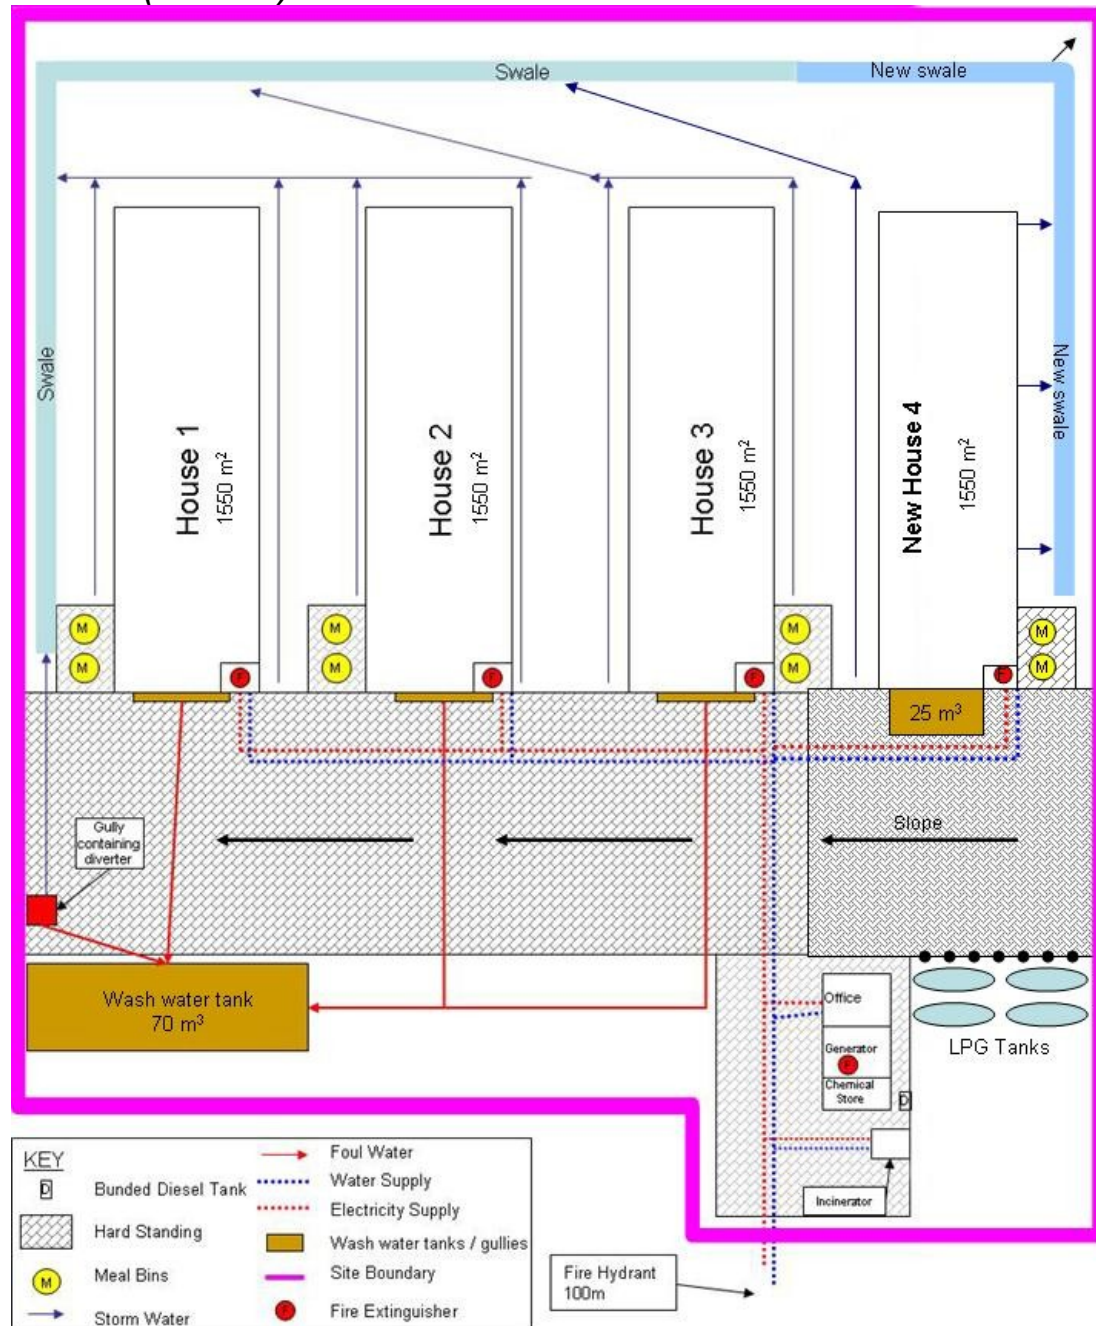 Swale
New swale
Swale
New swale
House 1
1550 m²
House 2
1550 m²
House 3
1550 m²
New House 4
1550 m²
M
M
M
M
M
M
M
M
F
F
F
F
25 m³
Slope
Gully
containing
diverter
Wash water tank
70 m³
Office
Generator
F
Chemical
Store
D
LPG Tanks
Incinerator
Fire Hydrant
100m
KEY
D
Bunded Diesel Tank
Hard Standing
M
Meal Bins
Storm Water
Foul Water
Water Supply
Electricity Supply
Wash water tanks / gullies
Site Boundary
F
Fire Extinguisher